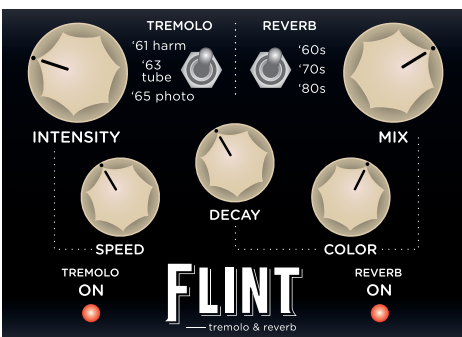 TREMOLO
REVERB
‘61 harm
‘63
tube
‘65 photo
‘60s
‘70s
‘80s
INTENSITY
MIX
DECAY
SPEED
COLOR
TREMOLO
ON
REVERB
ON
FLINT
tremolo & reverb